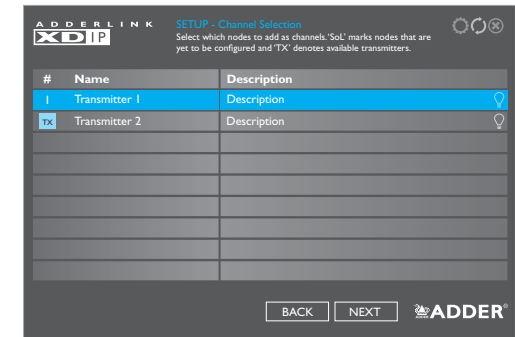 ADDERLINK
XD IP
SETUP - Channel Selection
Select which nodes to add as channels. 'SoL' marks nodes that are
yet to be configured and 'TX' denotes available transmitters.
# Name Description
1 Transmitter 1 Description
TX Transmitter 2 Description
BACK NEXT ADDER®